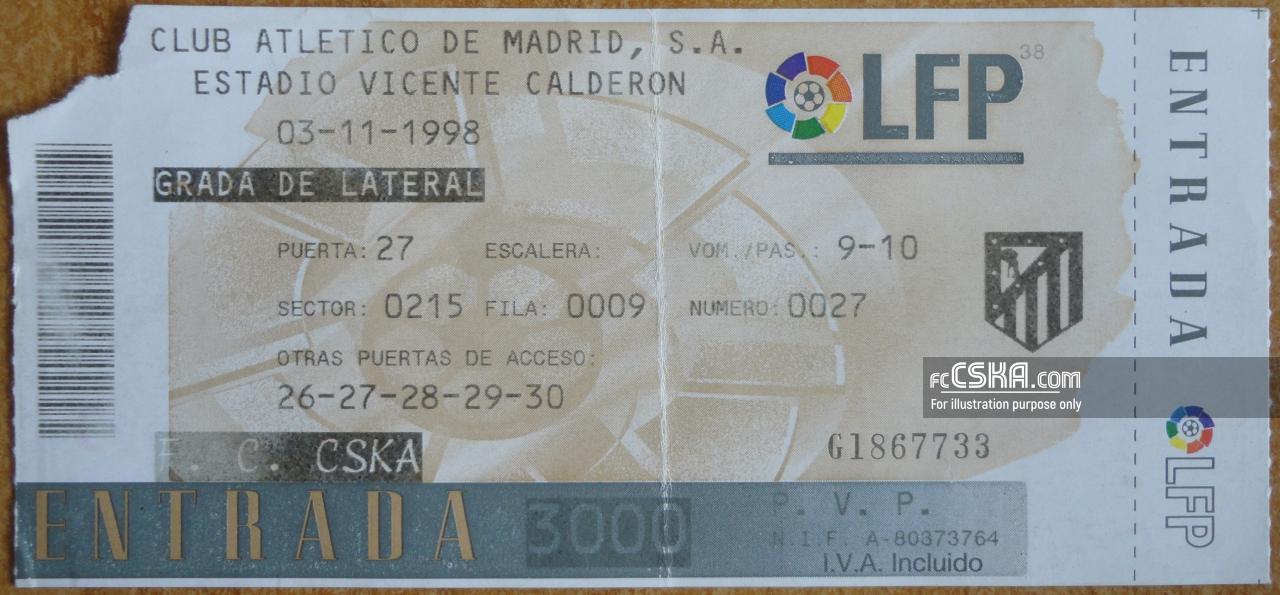 CLUB ATLETICO DE MADRID, S.A.
ESTADIO VICENTE CALDERON
03-11-1998
GRADA DE LATERAL
LFP
38
PUERTA: 27 ESCALERA: VOM./PAS.: 9-10
SECTOR: 0215 FILA: 0009 NUMERO: 0027
OTRAS PUERTAS DE ACCESO:
26-27-28-29-30
F. C. CSKA
G1867733
ENTRADA
3000
P. V. P.
N.I.F. A-80373764
I.V.A. Incluido
ENTRADA
LFP
FCCSKA.com
For illustration purpose only